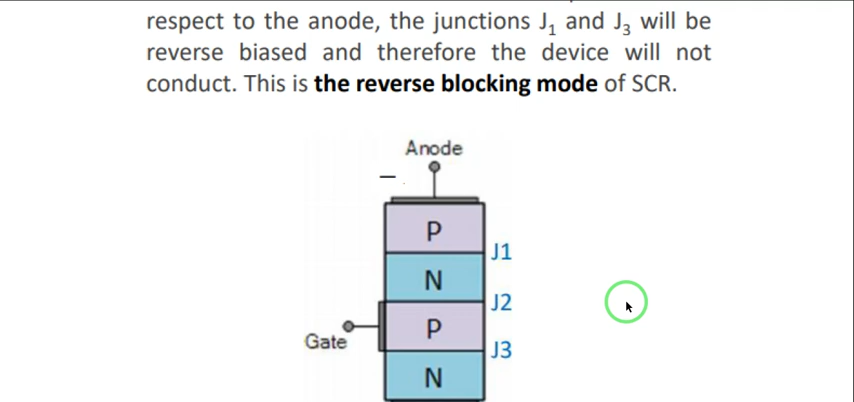 respect to the anode, the junctions J₁ and J₃ will be
reverse biased and therefore the device will not
conduct. This is the reverse blocking mode of SCR.
Anode
–
P
J1
N
J2
P
Gate
J3
N